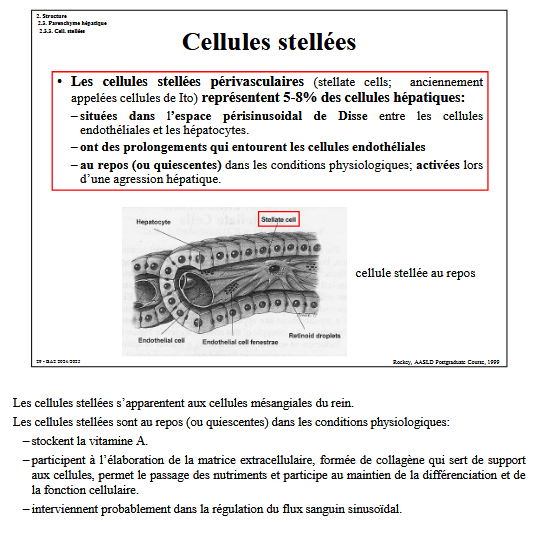 2. Structure
2.3. Parenchyme hépatique
2.3.3. Cell. stellées
Cellules stellées
• Les cellules stellées périvasculaires (stellate cells; anciennement
appelées cellules de Ito) représentent 5-8% des cellules hépatiques:
– situées dans l’espace périsinusoidal de Disse entre les cellules
endothéliales et les hépatocytes.
– ont des prolongements qui entourent les cellules endothéliales
– au repos (ou quiescentes) dans les conditions physiologiques; activées lors
d’une agression hépatique.
Hepatocyte
Stellate cell
cellule stellée au repos
Endothelial cell
Endothelial cell fenestrae
Retinoid droplets
Rockey, AASLD Postgraduate Course, 1999
Les cellules stellées s’apparentent aux cellules mésangiales du rein.
Les cellules stellées sont au repos (ou quiescentes) dans les conditions physiologiques:
– stockent la vitamine A.
– participent à l’élaboration de la matrice extracellulaire, formée de collagène qui sert de support
aux cellules, permet le passage des nutriments et participe au maintien de la différenciation et de
la fonction cellulaire.
– interviennent probablement dans la régulation du flux sanguin sinusoïdal.